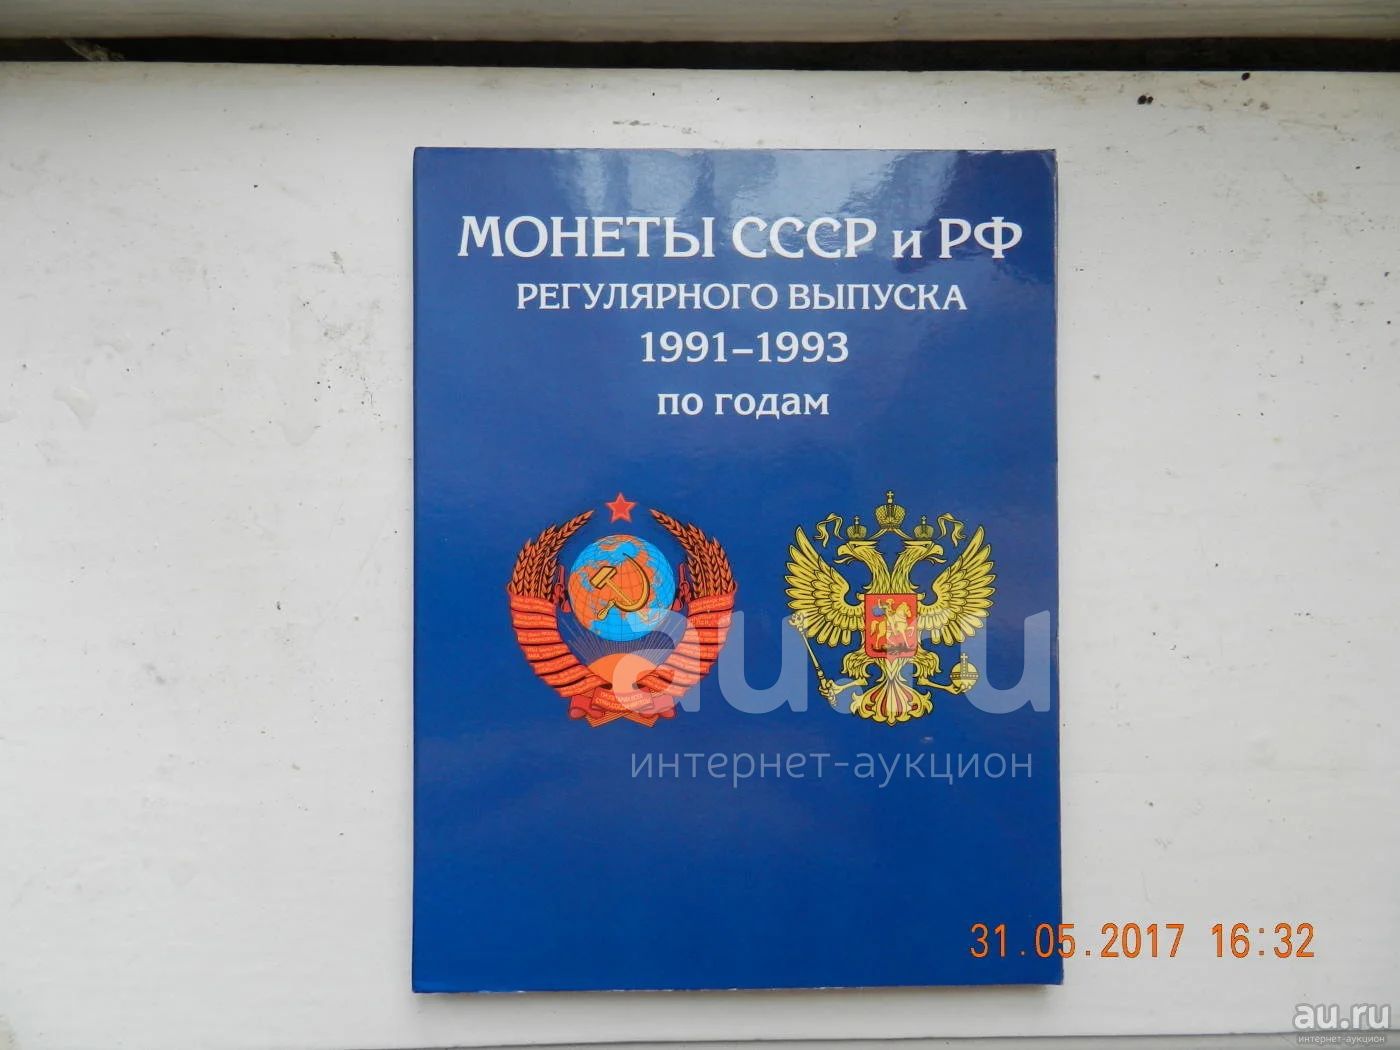 МОНЕТЫ СССР и РФ
РЕГУЛЯРНОГО ВЫПУСКА
1991–1993
по годам
au.ru
интернет-аукцион
31.05.2017 16:32
au.ru
интернет-аукцион